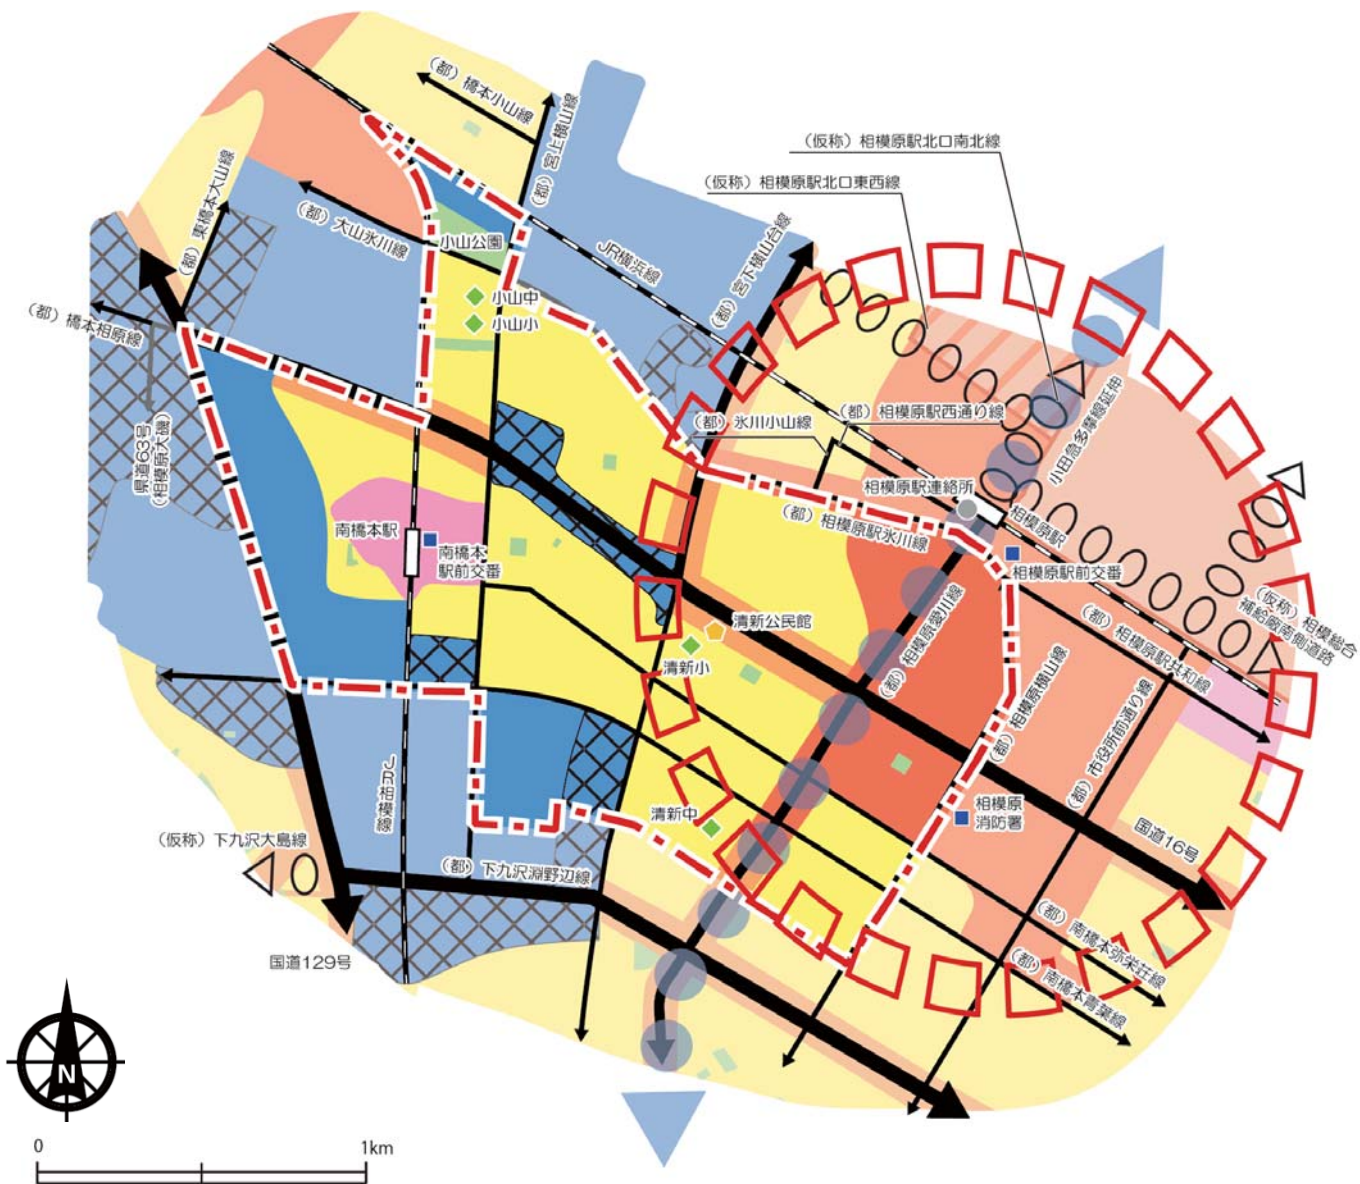 （都）橋本小山線
（都）宮上横山線
（仮称）相模原駅北口南北線
（仮称）相模原駅北口東西線
（都）東橋本大山線
（都）大山氷川線
小山公園
JR横浜線
（都）宮下横山台線
小山中
小山小
（都）橋本相原線
県道63号
（相模原大磯）
（都）氷川小山線
（都）相模原駅西通り線
小田急多摩線延伸
相模原駅連絡所
相模原駅
（都）相模原駅氷川線
南橋本駅
南橋本
駅前交番
相模原駅前交番
（仮称）相模総合
補給廠南側道路
（都）相模原駅共和線
清新公民館
清新小
（都）相模原愛川線
（都）相模原横山線
（都）市役所前通り線
JR相模線
清新中
相模原
消防署
国道16号
（仮称）下九沢大島線
（都）下九沢淵野辺線
（都）南橋本弥栄荘線
（都）南橋本青葉線
国道129号
N
0
1km